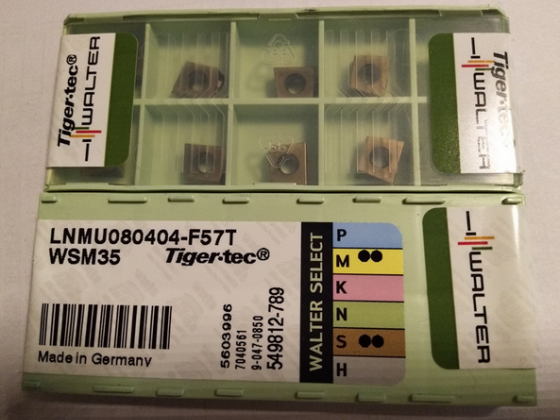 Tiger·tec®
WALTER
Tiger·tec®
WALTER
LNMU080404-F57T
WSM35
Tiger·tec®
Made in Germany
5603996
7040561
9-047-0850
549812-789
WALTER SELECT
P
M
K
N
S
H
WALTER